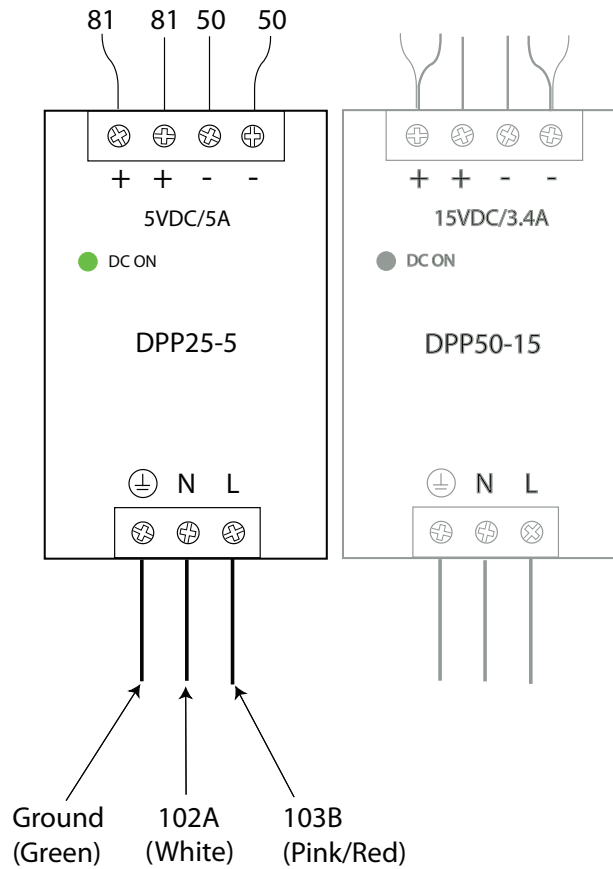 81 81 50 50
+ + - -
5VDC/5A
DC ON
DPP25-5
N L
+ + - -
15VDC/3.4A
DC ON
DPP50-15
N L
Ground
(Green)
102A
(White)
103B
(Pink/Red)